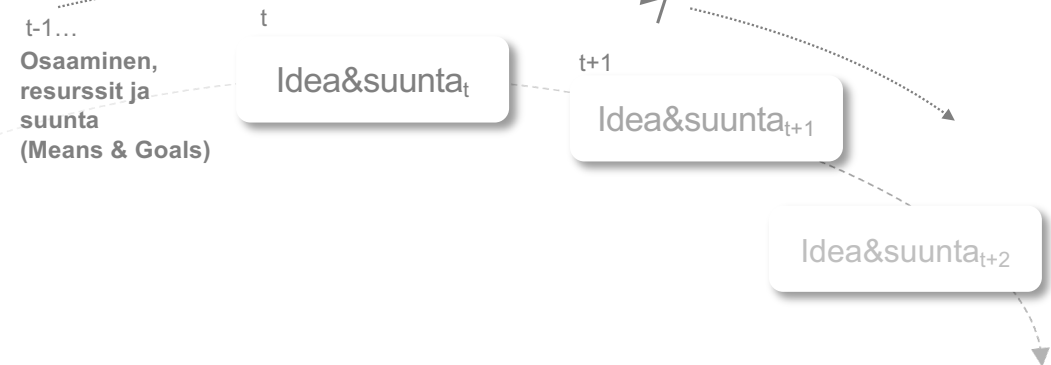 t-1…
Osaaminen,
resurssit ja
suunta
(Means & Goals)
t
Idea&suuntaₜ
t+1
Idea&suuntaₜ₊₁
Idea&suuntaₜ₊₂